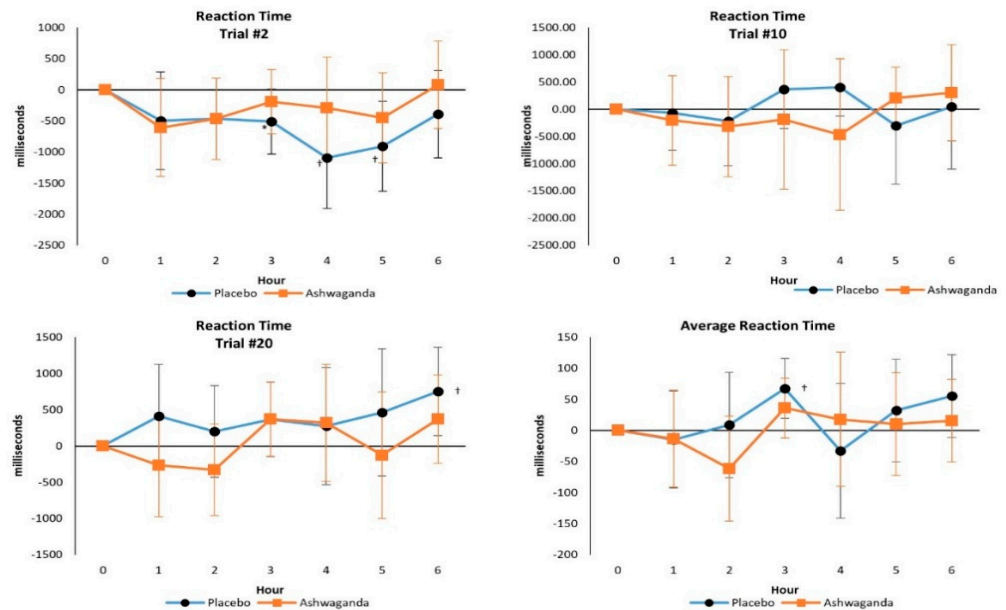 Reaction Time
Trial #2
1000
500
0
-500
-1000
-1500
-2000
-2500
milliseconds
*
†
†
0 1 2 3 4 5 6
Hour
Placebo Ashwaganda
Reaction Time
Trial #10
1500.00
1000.00
500.00
0.00
-500.00
-1000.00
-1500.00
-2000.00
-2500.00
milliseconds
0 1 2 3 4 5 6
Hour
Placebo Ashwaganda
Reaction Time
Trial #20
1500
1000
500
0
-500
-1000
-1500
milliseconds
†
0 1 2 3 4 5 6
Hour
Placebo Ashwaganda
Average Reaction Time
150
100
50
0
-50
-100
-150
-200
milliseconds
†
0 1 2 3 4 5 6
Hour
Placebo Ashwaganda